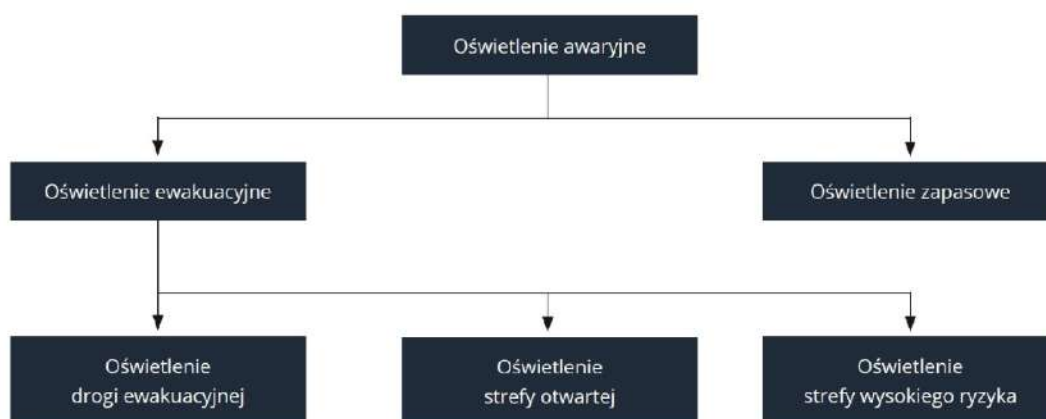 Oświetlenie awaryjne
Oświetlenie ewakuacyjne
Oświetlenie zapasowe
Oświetlenie
drogi ewakuacyjnej
Oświetlenie
strefy otwartej
Oświetlenie
strefy wysokiego ryzyka